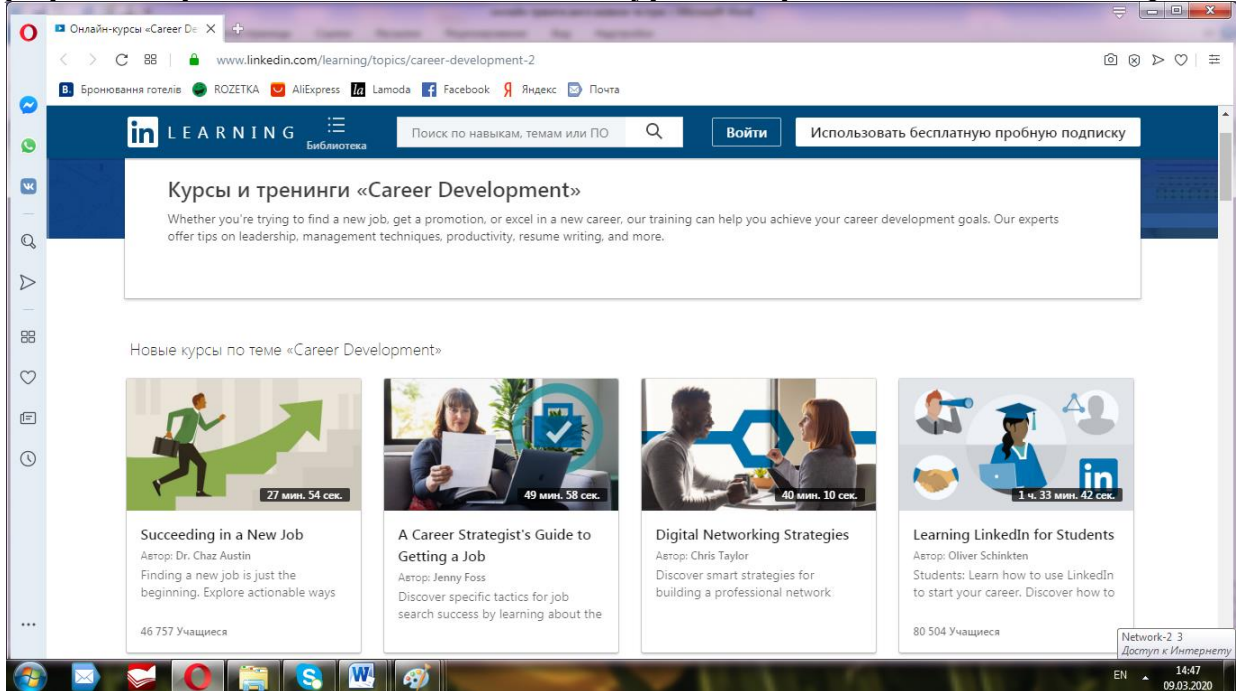 Онлайн-курсы «Career De
www.linkedin.com/learning/topics/career-development-2
B. Бронювання готелів ROZETKA AliExpress la Lamoda Facebook Я Яндекс Почта
in LEARNING
Библиотека
Поиск по навыкам, темам или ПО
Войти
Использовать бесплатную пробную подписку
Курсы и тренинги «Career Development»
Whether you're trying to find a new job, get a promotion, or excel in a new career, our training can help you achieve your career development goals. Our experts
offer tips on leadership, management techniques, productivity, resume writing, and more.
Новые курсы по теме «Career Development»
27 мин. 54 сек.
Succeeding in a New Job
Автор: Dr. Chaz Austin
Finding a new job is just the
beginning. Explore actionable ways
46 757 Учащиеся
49 мин. 58 сек.
A Career Strategist's Guide to
Getting a Job
Автор: Jenny Foss
Discover specific tactics for job
search success by learning about the
40 мин. 10 сек.
Digital Networking Strategies
Автор: Chris Taylor
Discover smart strategies for
building a professional network
in
1 ч. 33 мин. 42 сек.
Learning LinkedIn for Students
Автор: Oliver Schinkten
Students: Learn how to use LinkedIn
to start your career. Discover how to
80 504 Учащиеся
Network-2 3
Доступ к Интернету
EN
14:47
09.03.2020